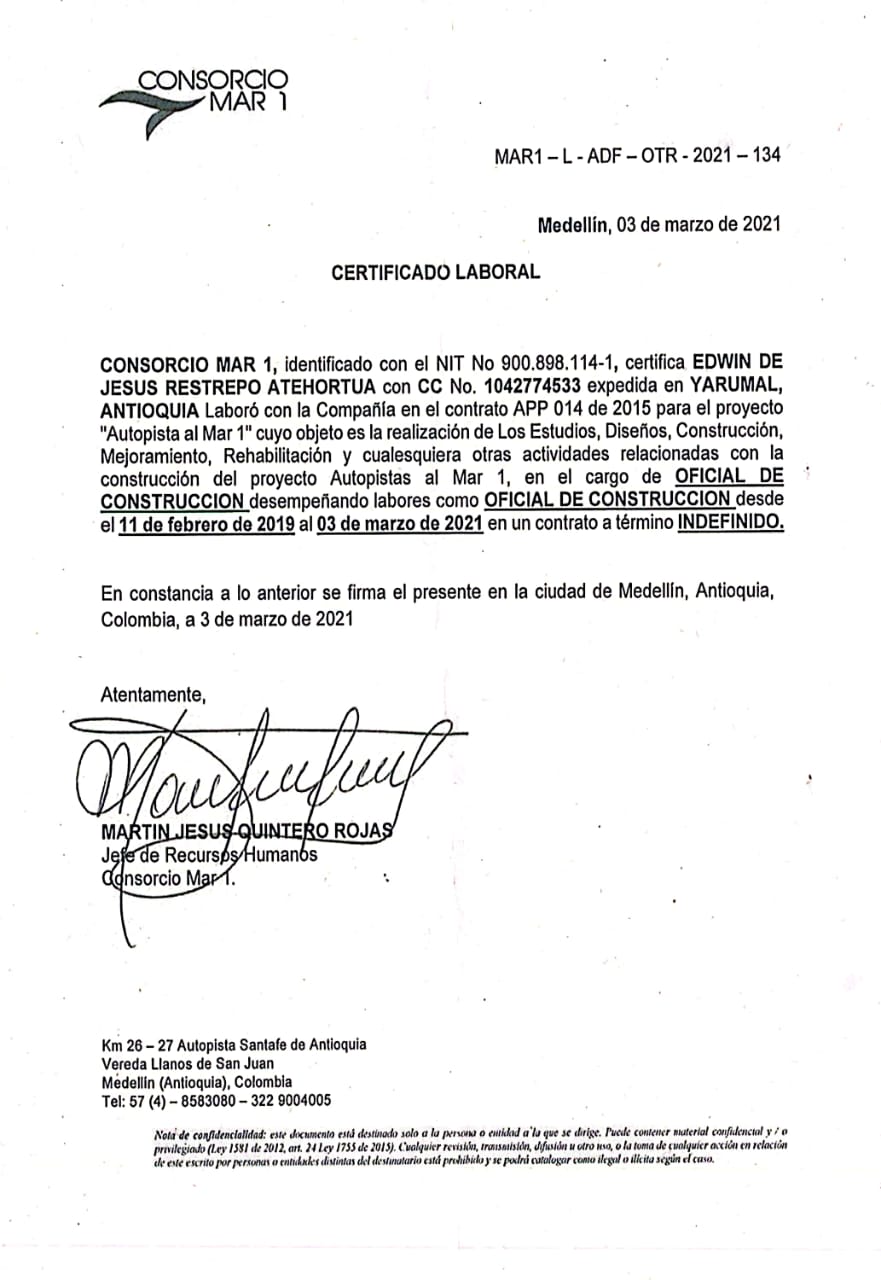 CONSORCIO
MAR 1
MAR1 – L - ADF – OTR - 2021 – 134
Medellín, 03 de marzo de 2021
CERTIFICADO LABORAL
CONSORCIO MAR 1, identificado con el NIT No 900.898.114-1, certifica EDWIN DE
JESUS RESTREPO ATEHORTUA con CC No. 1042774533 expedida en YARUMAL,
ANTIOQUIA Laboró con la Compañía en el contrato APP 014 de 2015 para el proyecto
"Autopista al Mar 1" cuyo objeto es la realización de Los Estudios, Diseños, Construcción,
Mejoramiento, Rehabilitación y cualesquiera otras actividades relacionadas con la
construcción del proyecto Autopistas al Mar 1, en el cargo de OFICIAL DE
CONSTRUCCION desempeñando labores como OFICIAL DE CONSTRUCCION desde
el 11 de febrero de 2019 al 03 de marzo de 2021 en un contrato a término INDEFINIDO.
En constancia a lo anterior se firma el presente en la ciudad de Medellín, Antioquia,
Colombia, a 3 de marzo de 2021
Atentamente,
MARTIN JESUS QUINTERO ROJAS
Jefe de Recursos Humanos
Consorcio Mar 1.
Km 26 – 27 Autopista Santafe de Antioquia
Vereda Llanos de San Juan
Medellín (Antioquia), Colombia
Tel: 57 (4) – 8583080 – 322 9004005
Nota de confidencialidad: este documento está destinado solo a la persona o entidad a la que se dirige. Puede contener material confidencial y / o
privilegiado (Ley 1581 de 2012, art. 24 Ley 1755 de 2015). Cualquier revisión, transmisión, difusión u otro uso, o la toma de cualquier acción en relación
de este escrito por personas o entidades distintas del destinatario está prohibido y se podrá catalogar como ilegal o ilícita según el caso.